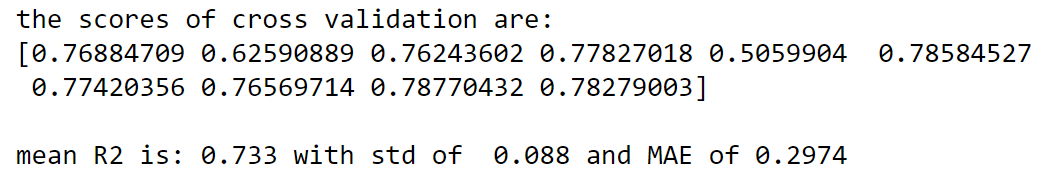 the scores of cross validation are:
[0.76884709 0.62590889 0.76243602 0.77827018 0.5059904  0.78584527
 0.77420356 0.76569714 0.78770432 0.78279003]
mean R2 is: 0.733 with std of  0.088 and MAE of 0.2974